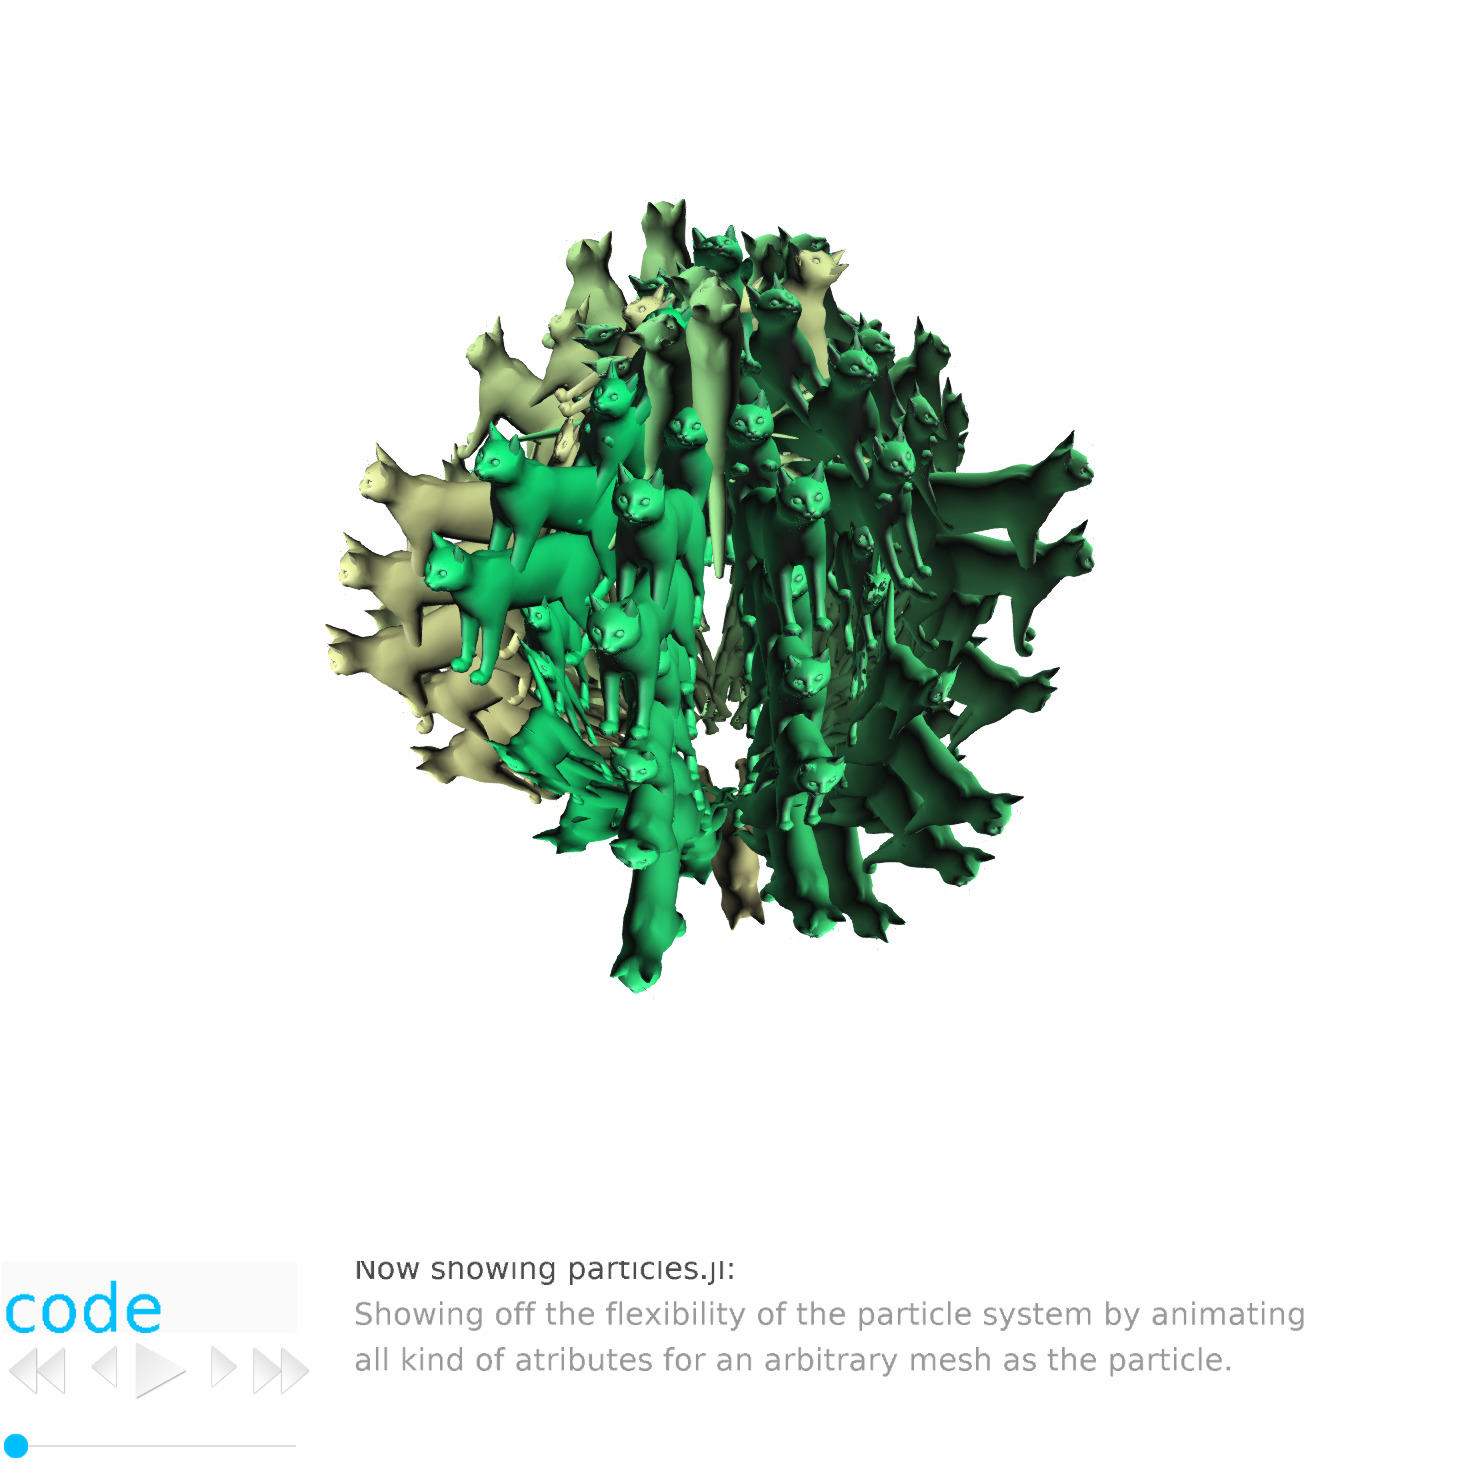 Now showing particles.jl:
code
Showing off the flexibility of the particle system by animating
all kind of atributes for an arbitrary mesh as the particle.